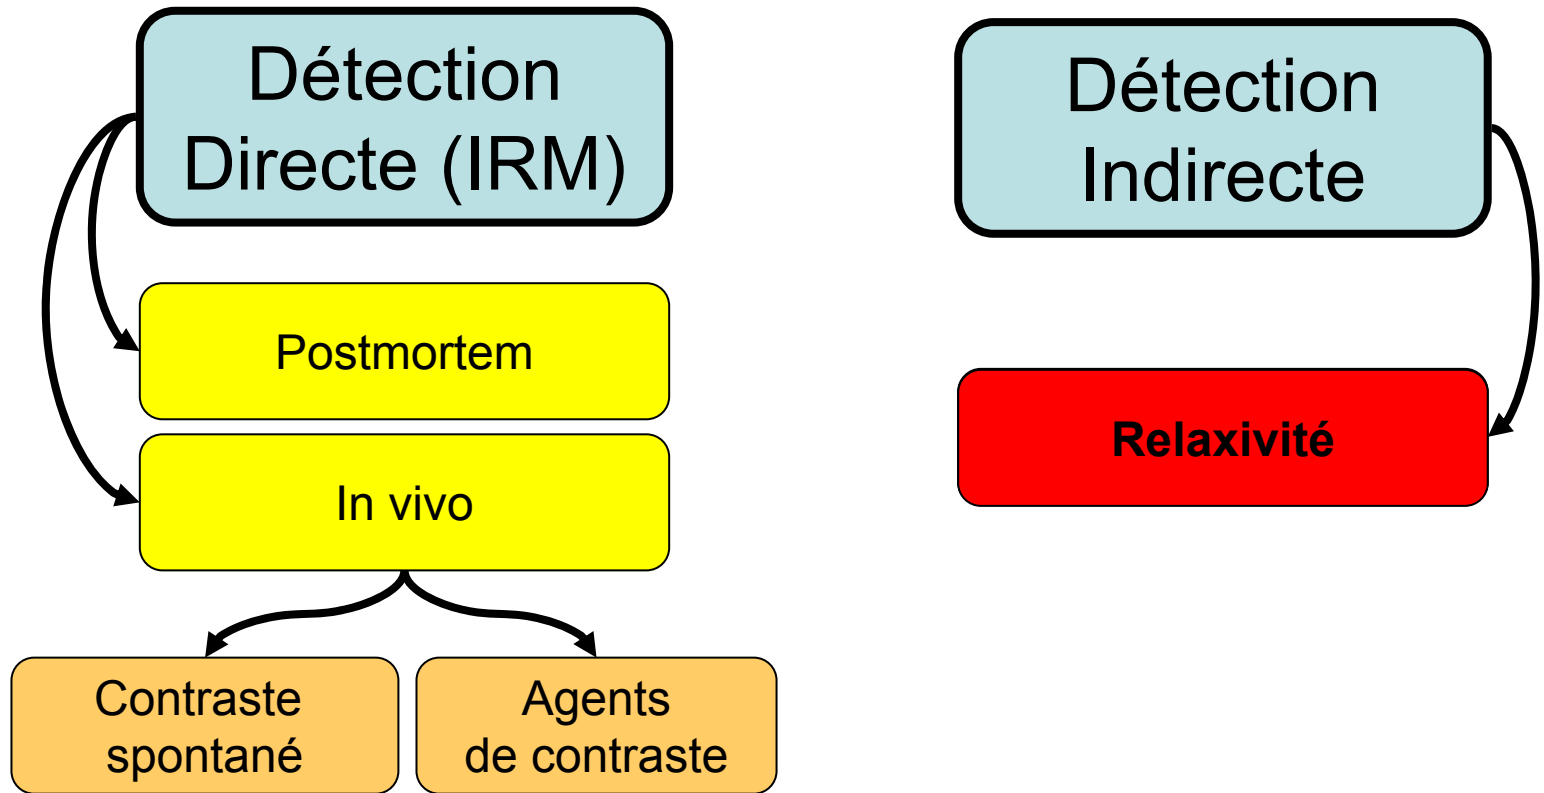 Détection
Directe (IRM)
Postmortem
In vivo
Contraste
spontané
Agents
de contraste
Détection
Indirecte
Relaxivité